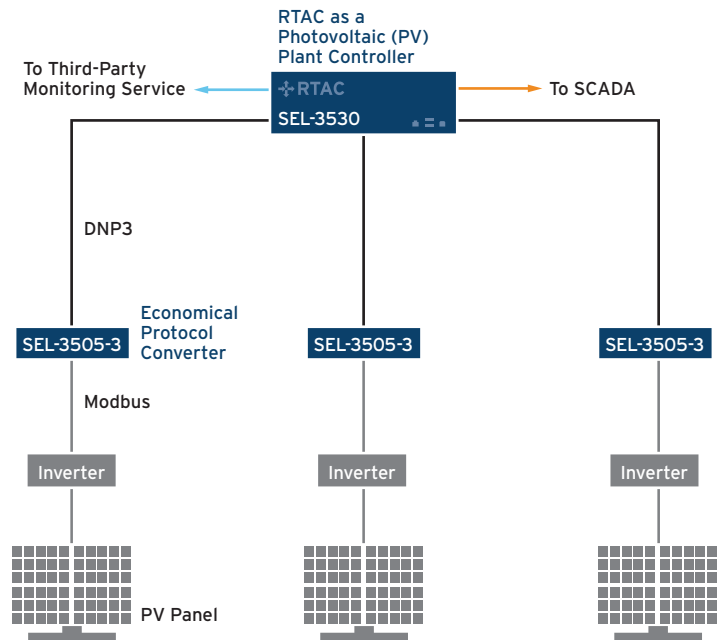 RTAC as a
Photovoltaic (PV)
Plant Controller
To Third-Party
Monitoring Service
RTAC
SEL-3530
To SCADA
DNP3
Economical
Protocol
Converter
SEL-3505-3
SEL-3505-3
SEL-3505-3
Modbus
Inverter
Inverter
Inverter
PV Panel